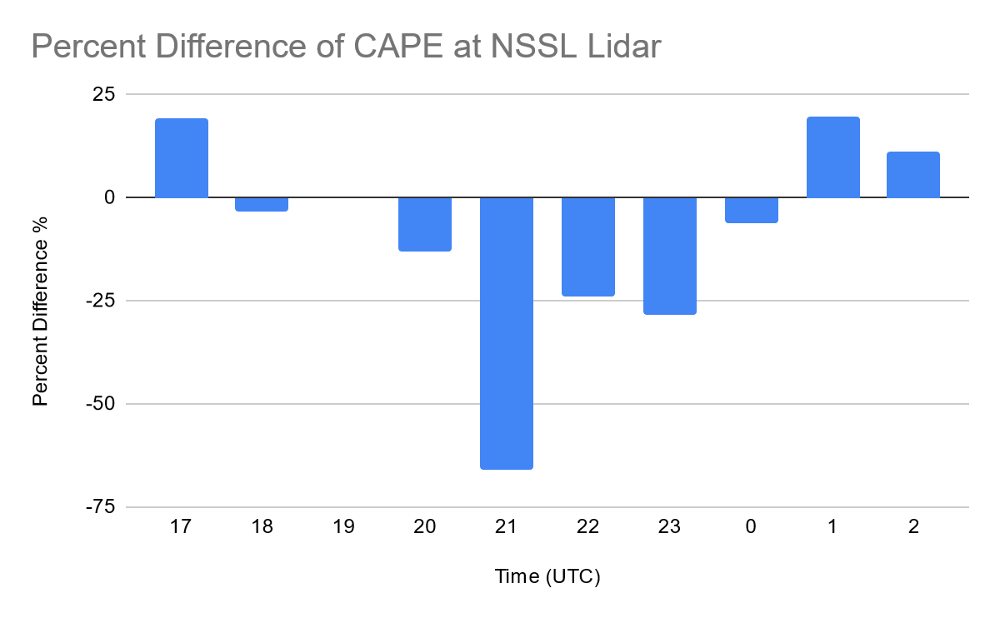 Percent Difference of CAPE at NSSL Lidar
25
0
-25
-50
-75
Percent Difference %
17 18 19 20 21 22 23 0 1 2
Time (UTC)